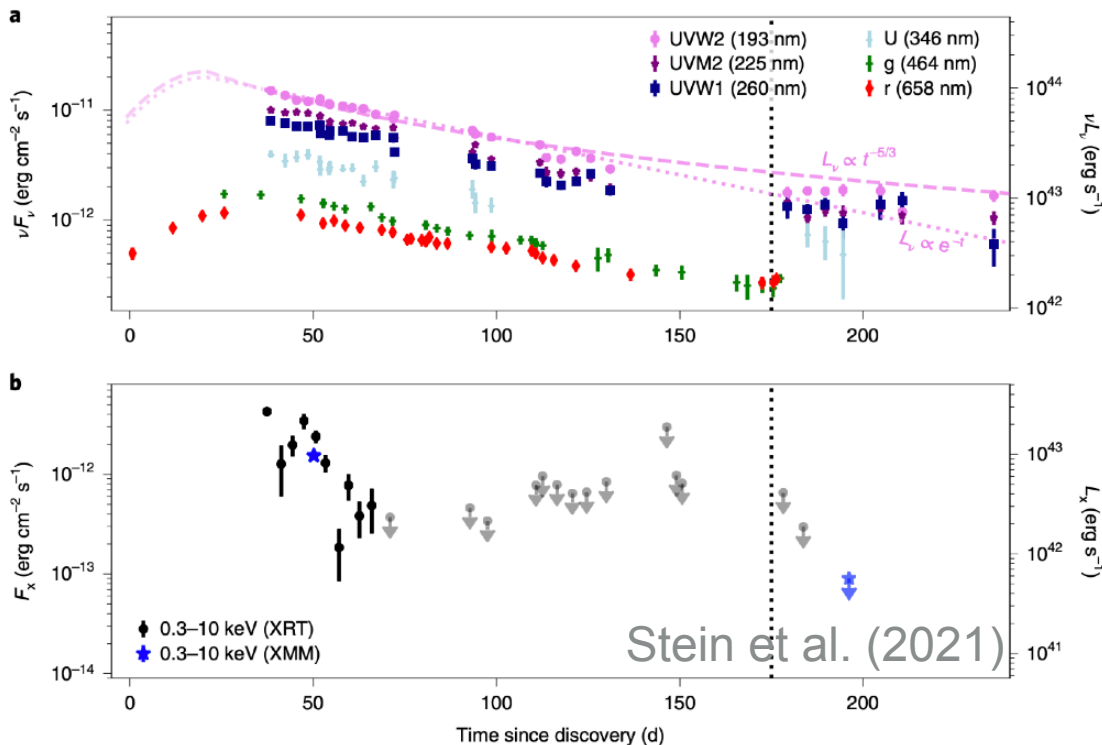 a
UVW2 (193 nm)
UVM2 (225 nm)
UVW1 (260 nm)
U (346 nm)
g (464 nm)
r (658 nm)
10⁻¹¹
10⁻¹²
νF_ν (erg cm⁻² s⁻¹)
10⁴⁴
10⁴³
10⁴²
νL_ν (erg s⁻¹)
L_ν ∝ t^(-5/3)
L_ν ∝ e^(-t)
0 50 100 150 200
b
10⁻¹²
10⁻¹³
10⁻¹⁴
F_x (erg cm⁻² s⁻¹)
10⁴³
10⁴²
10⁴¹
L_x (erg s⁻¹)
0.3–10 keV (XRT)
0.3–10 keV (XMM)
Stein et al. (2021)
0 50 100 150 200
Time since discovery (d)